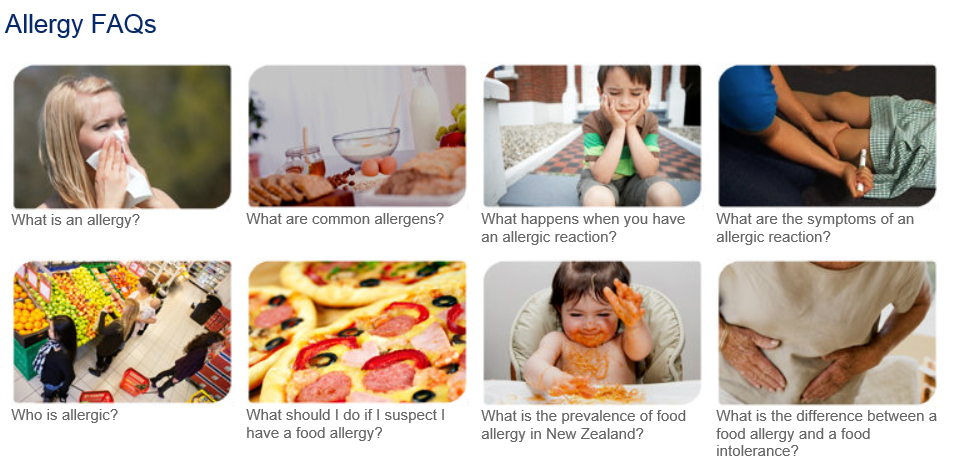 Allergy FAQs
What is an allergy?
What are common allergens?
What happens when you have
an allergic reaction?
What are the symptoms of an
allergic reaction?
Who is allergic?
What should I do if I suspect I
have a food allergy?
What is the prevalence of food
allergy in New Zealand?
What is the difference between a
food allergy and a food
intolerance?